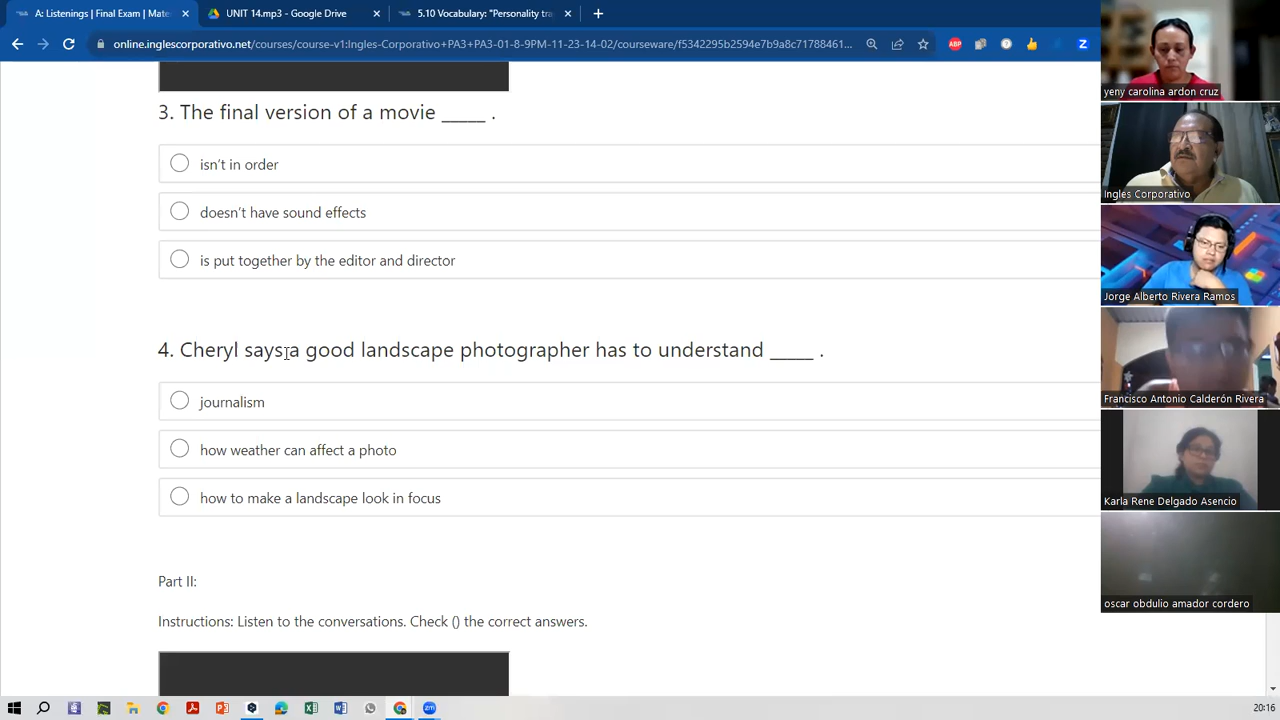 A: Listenings | Final Exam | Mate
UNIT 14.mp3 - Google Drive
5.10 Vocabulary: "Personality tra
online.inglescorporativo.net/courses/course-v1:Ingles-Corporativo+PA3+PA3-01-8-9PM-11-23-14-02/courseware/f5342295b2594e7b9a8c71788461...
ABP
Z
3. The final version of a movie _____ .
isn't in order
doesn't have sound effects
is put together by the editor and director
4. Cheryl says a good landscape photographer has to understand _____ .
journalism
how weather can affect a photo
how to make a landscape look in focus
Part II:
Instructions: Listen to the conversations. Check () the correct answers.
yeny carolina ardon cruz
Ingles Corporativo
Jorge Alberto Rivera Ramos
Francisco Antonio Calderón Rivera
Karla Rene Delgado Asencio
oscar obdulio amador cordero
20:16